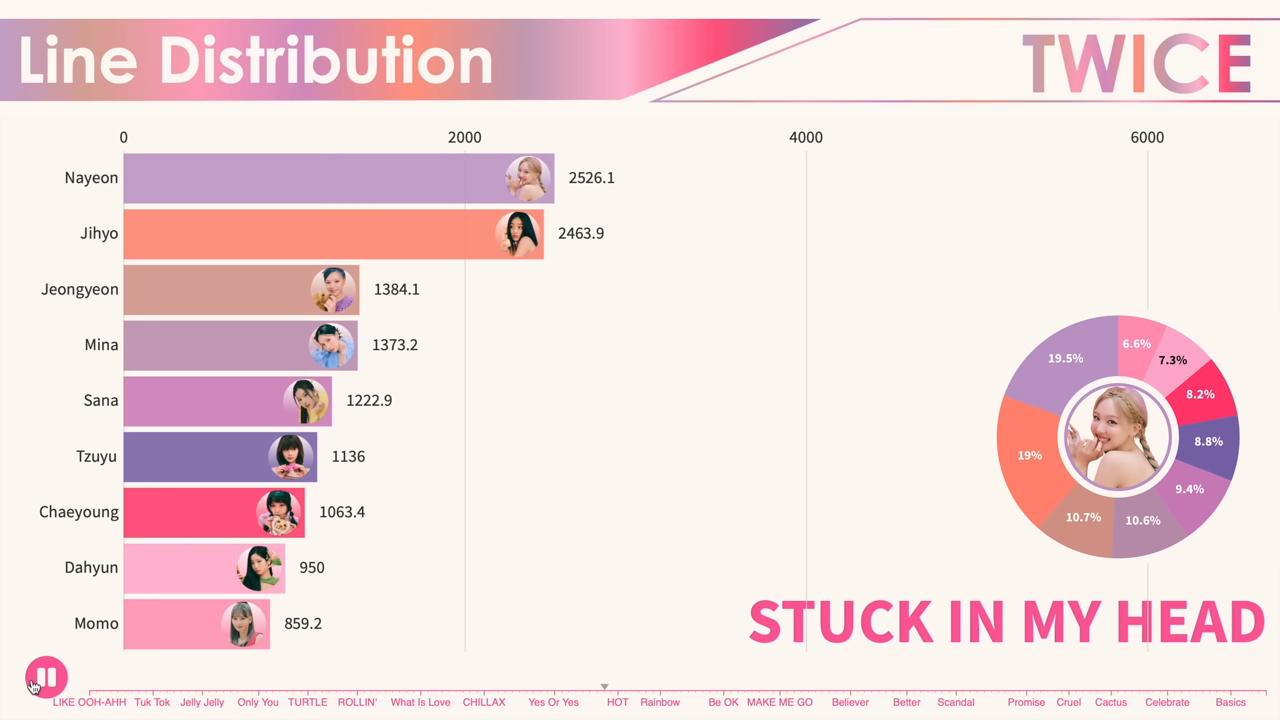 Line Distribution
TWICE
0 2000 4000 6000
Nayeon 2526.1
Jihyo 2463.9
Jeongyeon 1384.1
Mina 1373.2
Sana 1222.9
Tzuyu 1136
Chaeyoung 1063.4
Dahyun 950
Momo 859.2
19.5% 6.6% 7.3%
8.2%
8.8%
19% 9.4%
10.7% 10.6%
STUCK IN MY HEAD
LIKE OOH-AHH Tuk Tok Jelly Jelly Only You TURTLE ROLLIN' What Is Love CHILLAX Yes Or Yes HOT Rainbow Be OK MAKE ME GO Believer Better Scandal Promise Cruel Cactus Celebrate Basics